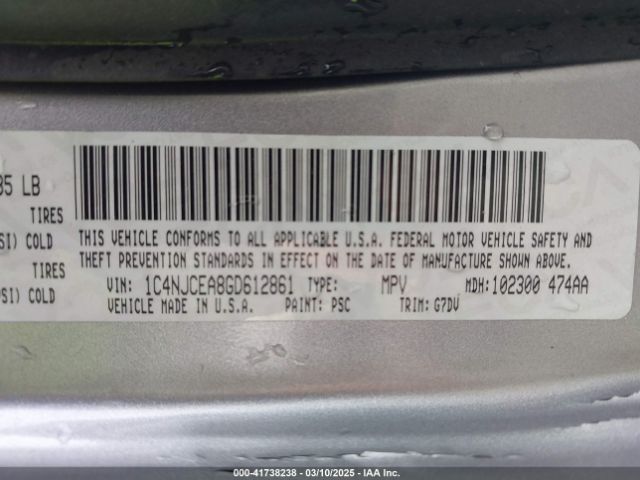 35 LB
TIRES
SI) COLD
TIRES
PSI) COLD
THIS VEHICLE CONFORMS TO ALL APPLICABLE U.S.A. FEDERAL MOTOR VEHICLE SAFETY AND
THEFT PREVENTION STANDARDS IN EFFECT ON THE DATE OF MANUFACTURE SHOWN ABOVE.
VIN: 1C4NJCEA8GD612861 TYPE: MPV MDH: 102300 474AA
VEHICLE MADE IN U.S.A. PAINT: PSC TRIM: G7DV
000-41738238 - 03/10/2025 - IAA Inc.